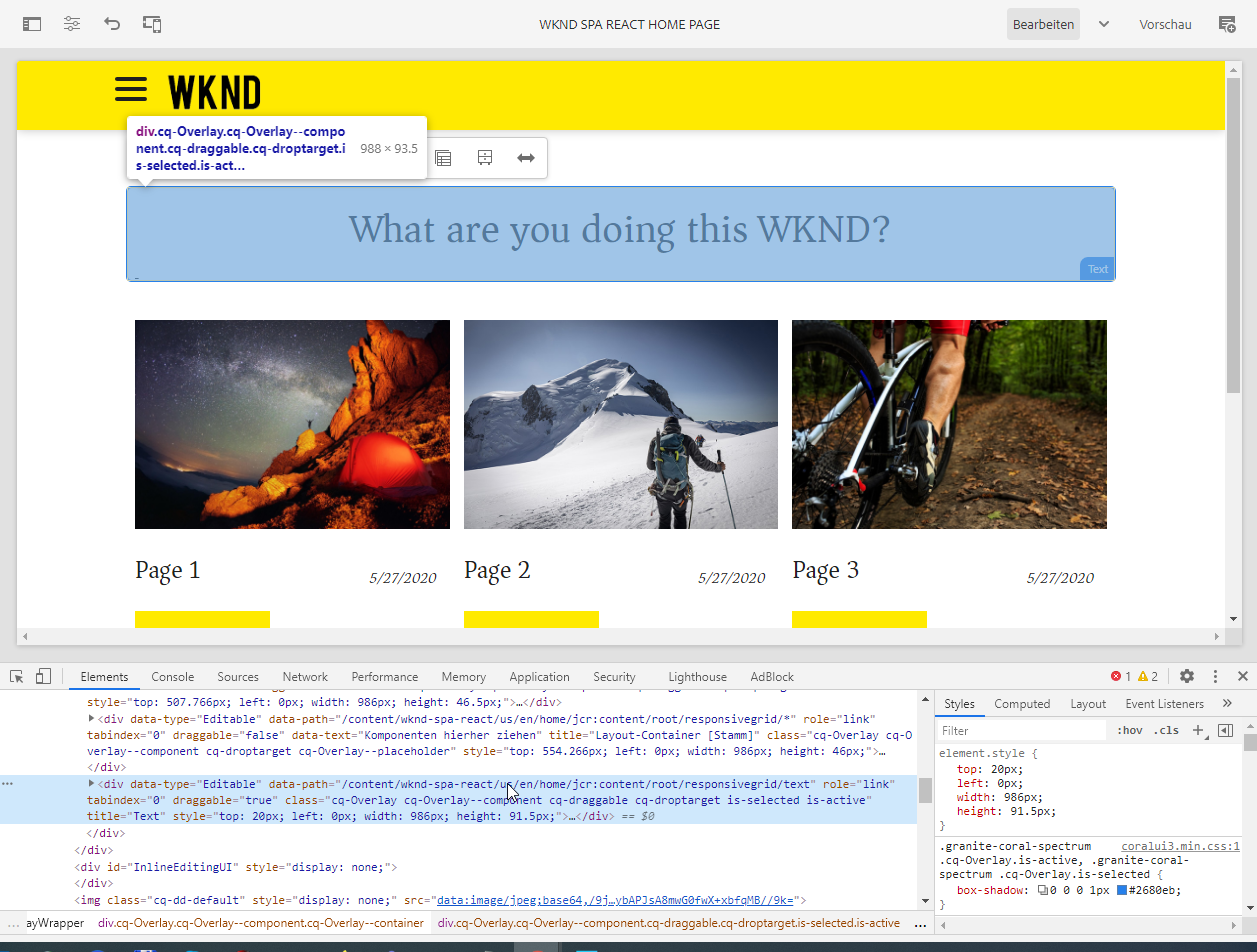 WKND SPA REACT HOME PAGE
Bearbeiten
Vorschau
WKND
div.cq-Overlay.cq-Overlay--compo
nent.cq-draggable.cq-droptarget.i
s-selected.is-act…
988 × 93.5
What are you doing this WKND?
Text
Page 1
5/27/2020
Page 2
5/27/2020
Page 3
5/27/2020
Elements Console Sources Network Performance Memory Application Security Lighthouse AdBlock
1 2
style="top: 507.766px; left: 0px; width: 986px; height: 46.5px;">…</div>
<div data-type="Editable" data-path="/content/wknd-spa-react/us/en/home/jcr:content/root/responsivegrid/*" role="link"
tabindex="0" draggable="false" data-text="Komponenten hierher ziehen" title="Layout-Container [Stamm]" class="cq-Overlay cq-O
verlay--component cq-droptarget cq-Overlay--placeholder" style="top: 554.266px; left: 0px; width: 986px; height: 46px;">…
</div>
<div data-type="Editable" data-path="/content/wknd-spa-react/us/en/home/jcr:content/root/responsivegrid/text" role="link"
tabindex="0" draggable="true" class="cq-Overlay cq-Overlay--component cq-draggable cq-droptarget is-selected is-active"
title="Text" style="top: 20px; left: 0px; width: 986px; height: 91.5px;">…</div> == $0
</div>
</div>
<div id="InlineEditingUI" style="display: none;">
</div>
<img class="cq-dd-default" style="display: none;" src="data:image/jpeg;base64,/9j…ybAPJsA8mwG0fwX+xbfqMB//9k=">
… ayWrapper div.cq-Overlay.cq-Overlay--component.cq-Overlay--container div.cq-Overlay.cq-Overlay--component.cq-draggable.cq-droptarget.is-selected.is-active …
Styles Computed Layout Event Listeners »
Filter :hov .cls +
element.style {
top: 20px;
left: 0px;
width: 986px;
height: 91.5px;
}
.granite-coral-spectrum coralui3.min.css:1
.cq-Overlay.is-active, .granite-coral-
spectrum .cq-Overlay.is-selected {
box-shadow: 0 0 0 1px #2680eb;
}